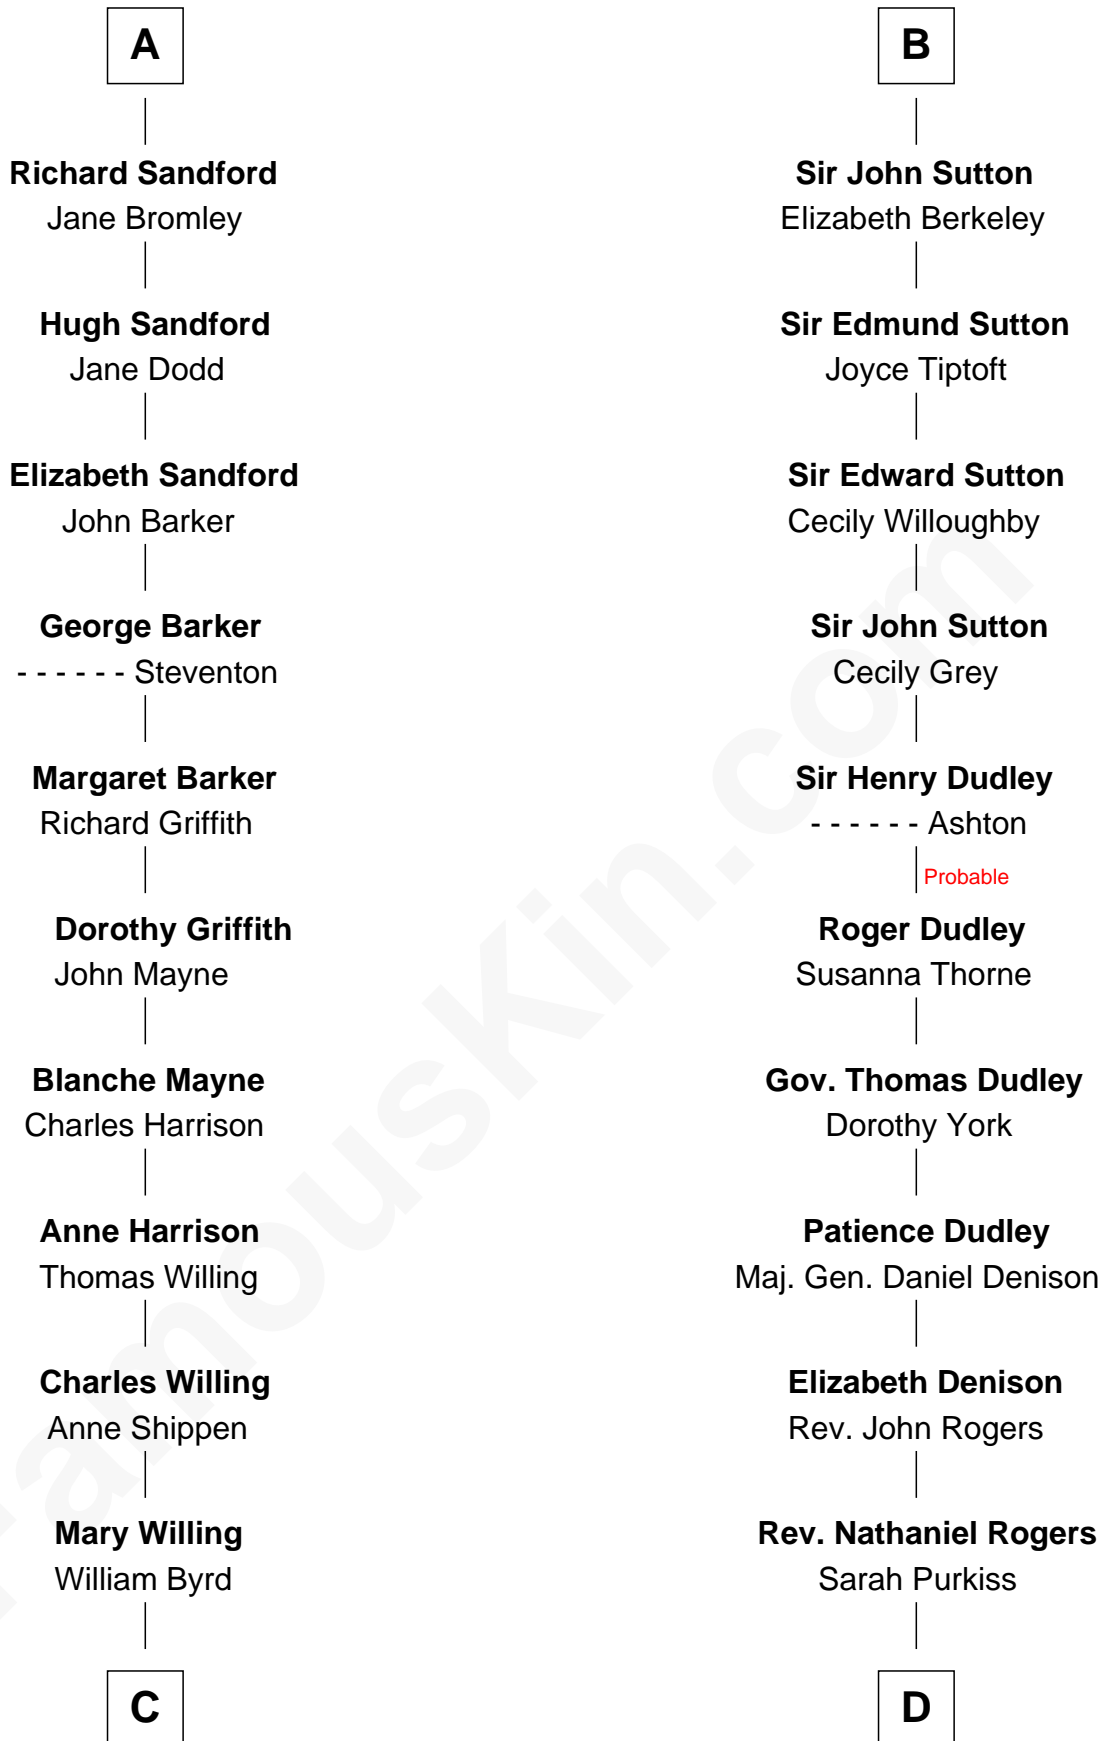 A
Richard Sandford
Jane Bromley
Hugh Sandford
Jane Dodd
Elizabeth Sandford
John Barker
George Barker
- - - - - - Steventon
Margaret Barker
Richard Griffith
Dorothy Griffith
John Mayne
Blanche Mayne
Charles Harrison
Anne Harrison
Thomas Willing
Charles Willing
Anne Shippen
Mary Willing
William Byrd
C
B
Sir John Sutton
Elizabeth Berkeley
Sir Edmund Sutton
Joyce Tiptoft
Sir Edward Sutton
Cecily Willoughby
Sir John Sutton
Cecily Grey
Sir Henry Dudley
- - - - - - Ashton
Probable
Roger Dudley
Susanna Thorne
Gov. Thomas Dudley
Dorothy York
Patience Dudley
Maj. Gen. Daniel Denison
Elizabeth Denison
Rev. John Rogers
Rev. Nathaniel Rogers
Sarah Purkiss
D
FamousKin.com